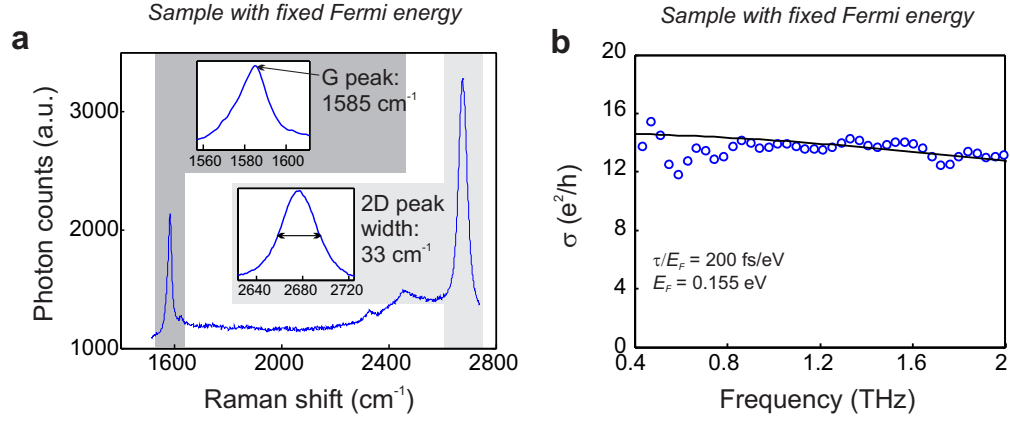 Sample with fixed Fermi energy
a
G peak:
1585 cm⁻¹
1560 1580 1600
2D peak
width:
33 cm⁻¹
2640 2680 2724
3000
2000
1000
1600 2000 2400 2800
Photon counts (a.u.)
Raman shift (cm⁻¹)
Sample with fixed Fermi energy
b
20
16
12
8
4
0
τ/E_F = 200 fs/eV
E_F = 0.155 eV
0.4 0.8 1.2 1.6 2
σ (e²/h)
Frequency (THz)